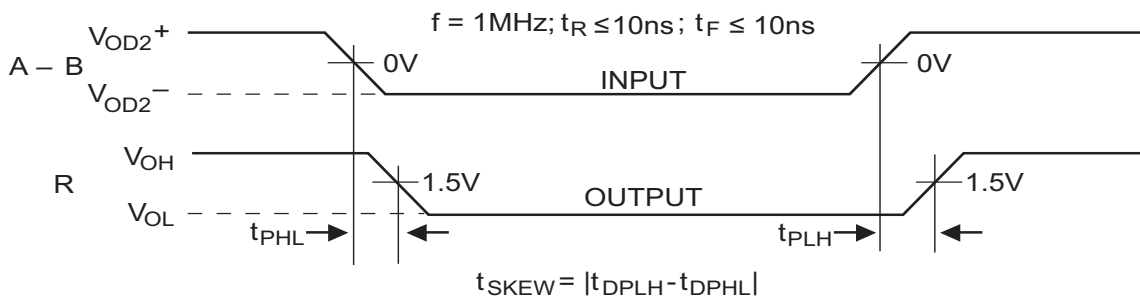 f = 1MHz; tR ≤ 10ns ; tF ≤ 10ns
VOD2+
A – B
0V
0V
INPUT
VOD2–
VOH
R
1.5V
1.5V
OUTPUT
VOL
tPHL
tPLH
tSKEW = |tDPLH - tDPHL|